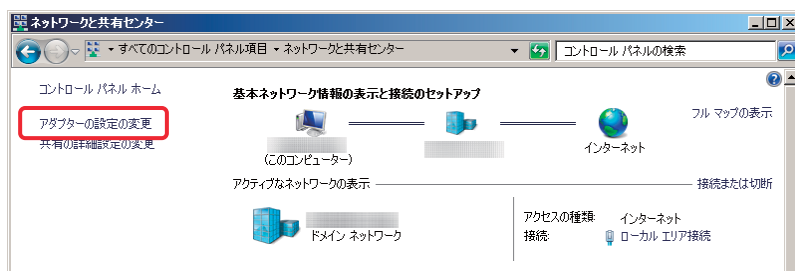 ネットワークと共有センター
すべてのコントロール パネル項目 ネットワークと共有センター コントロール パネルの検索
コントロール パネル ホーム
アダプターの設定の変更
共有の詳細設定の変更
基本ネットワーク情報の表示と接続のセットアップ
フル マップの表示
(このコンピューター)
インターネット
アクティブなネットワークの表示
接続または切断
ドメイン ネットワーク
アクセスの種類: インターネット
接続: ローカル エリア接続